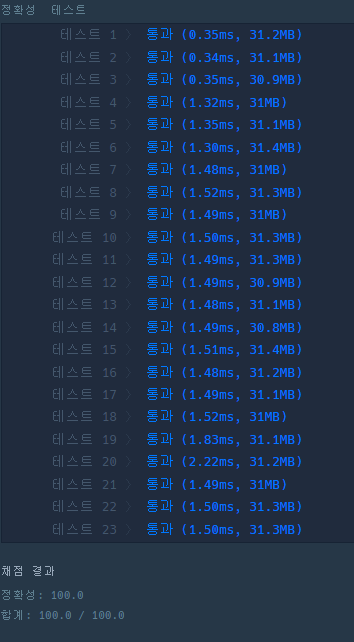 정확성 테스트
테스트 1 〉 통과 (0.35ms, 31.2MB)
테스트 2 〉 통과 (0.34ms, 31.1MB)
테스트 3 〉 통과 (0.35ms, 30.9MB)
테스트 4 〉 통과 (1.32ms, 31MB)
테스트 5 〉 통과 (1.35ms, 31.1MB)
테스트 6 〉 통과 (1.30ms, 31.4MB)
테스트 7 〉 통과 (1.48ms, 31MB)
테스트 8 〉 통과 (1.52ms, 31.3MB)
테스트 9 〉 통과 (1.49ms, 31MB)
테스트 10 〉 통과 (1.50ms, 31.3MB)
테스트 11 〉 통과 (1.49ms, 31.3MB)
테스트 12 〉 통과 (1.49ms, 30.9MB)
테스트 13 〉 통과 (1.48ms, 31.1MB)
테스트 14 〉 통과 (1.49ms, 30.8MB)
테스트 15 〉 통과 (1.51ms, 31.4MB)
테스트 16 〉 통과 (1.48ms, 31.2MB)
테스트 17 〉 통과 (1.49ms, 31.1MB)
테스트 18 〉 통과 (1.52ms, 31MB)
테스트 19 〉 통과 (1.83ms, 31.1MB)
테스트 20 〉 통과 (2.22ms, 31.2MB)
테스트 21 〉 통과 (1.49ms, 31MB)
테스트 22 〉 통과 (1.50ms, 31.3MB)
테스트 23 〉 통과 (1.50ms, 31.3MB)
채점 결과
정확성: 100.0
합계: 100.0 / 100.0